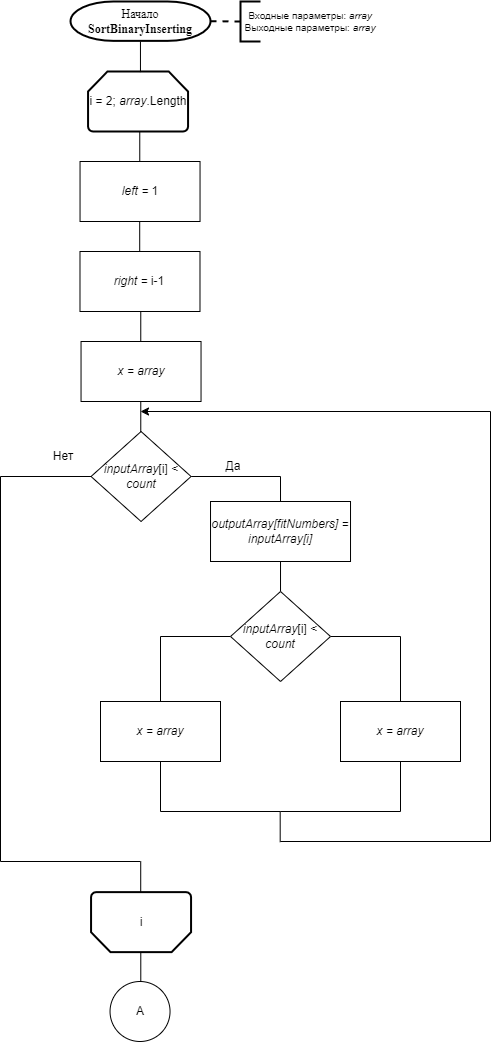 Начало
SortBinaryInserting
Входные параметры: array
Выходные параметры: array
i = 2; array.Length
left = 1
right = i-1
x = array
inputArray[i] <
count
Нет
Да
outputArray[fitNumbers] =
inputArray[i]
inputArray[i] <
count
x = array
x = array
i
A